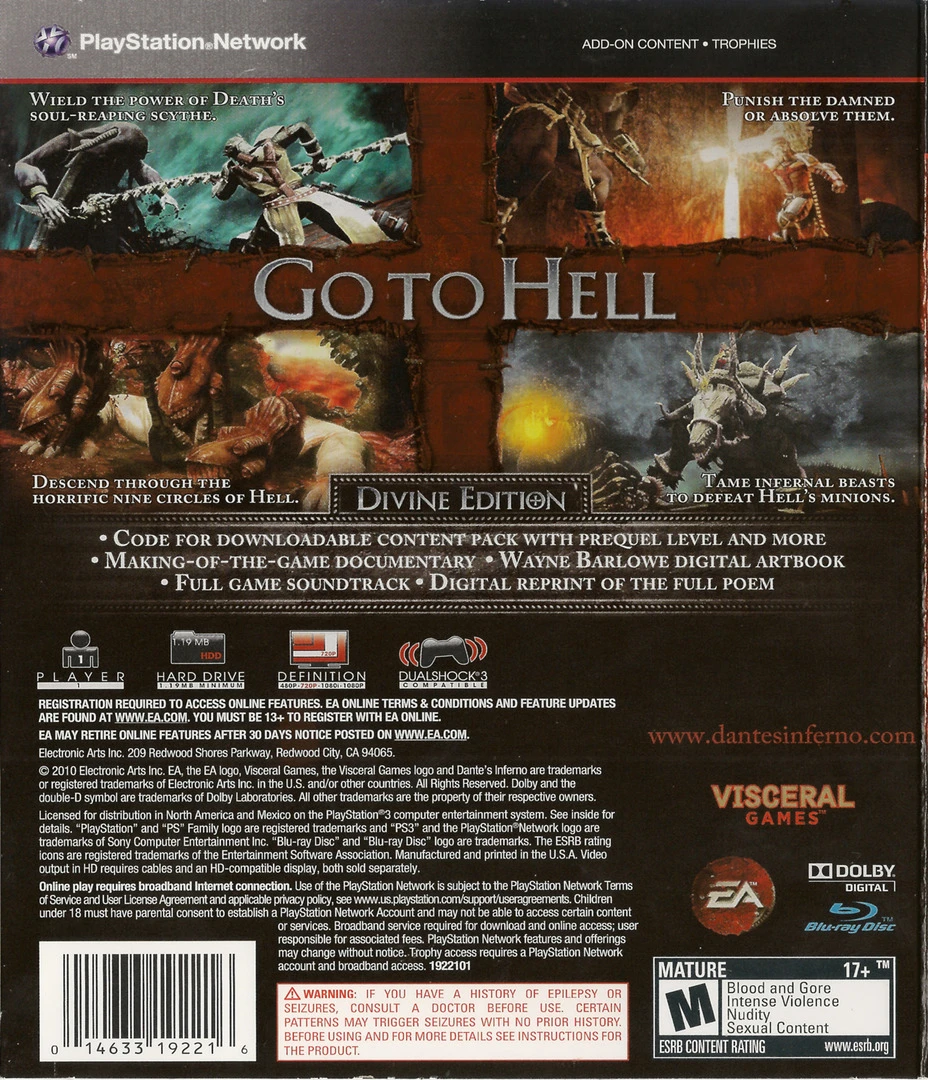 PlayStation®Network
SM
ADD-ON CONTENT • TROPHIES
WIELD THE POWER OF DEATH'S
SOUL-REAPING SCYTHE.
PUNISH THE DAMNED
OR ABSOLVE THEM.
GO TO HELL
DESCEND THROUGH THE
HORRIFIC NINE CIRCLES OF HELL.
TAME INFERNAL BEASTS
TO DEFEAT HELL'S MINIONS.
DIVINE EDITION
• CODE FOR DOWNLOADABLE CONTENT PACK WITH PREQUEL LEVEL AND MORE
• MAKING-OF-THE-GAME DOCUMENTARY • WAYNE BARLOWE DIGITAL ARTBOOK
• FULL GAME SOUNDTRACK • DIGITAL REPRINT OF THE FULL POEM
1
1.19 MB
HDD
720P
PLAYER
HARD DRIVE
DEFINITION
DUALSHOCK®3
1
1.19MB MINIMUM
480P•720P•1080i•1080P
COMPATIBLE
REGISTRATION REQUIRED TO ACCESS ONLINE FEATURES. EA ONLINE TERMS & CONDITIONS AND FEATURE UPDATES
ARE FOUND AT WWW.EA.COM. YOU MUST BE 13+ TO REGISTER WITH EA ONLINE.
EA MAY RETIRE ONLINE FEATURES AFTER 30 DAYS NOTICE POSTED ON WWW.EA.COM.
Electronic Arts Inc. 209 Redwood Shores Parkway, Redwood City, CA 94065.
© 2010 Electronic Arts Inc. EA, the EA logo, Visceral Games, the Visceral Games logo and Dante's Inferno are trademarks
or registered trademarks of Electronic Arts Inc. in the U.S. and/or other countries. All Rights Reserved. Dolby and the
double-D symbol are trademarks of Dolby Laboratories. All other trademarks are the property of their respective owners.
Licensed for distribution in North America and Mexico on the PlayStation®3 computer entertainment system. See inside for
details. "PlayStation" and "PS" Family logo are registered trademarks and "PS3" and the PlayStation®Network logo are
trademarks of Sony Computer Entertainment Inc. "Blu-ray Disc" and "Blu-ray Disc" logo are trademarks. The ESRB rating
icons are registered trademarks of the Entertainment Software Association. Manufactured and printed in the U.S.A. Video
output in HD requires cables and an HD-compatible display, both sold separately.
Online play requires broadband Internet connection. Use of the PlayStation Network is subject to the PlayStation Network Terms
of Service and User License Agreement and applicable privacy policy, see www.us.playstation.com/support/useragreements. Children
under 18 must have parental consent to establish a PlayStation Network Account and may not be able to access certain content
or services. Broadband service required for download and online access; user
responsible for associated fees. PlayStation Network features and offerings
may change without notice. Trophy access requires a PlayStation Network
account and broadband access. 1922101
www.dantesinferno.com
VISCERAL
GAMES™
EA™
DOLBY
DIGITAL
Blu-ray Disc™
0 14633 19221 6
WARNING: IF YOU HAVE A HISTORY OF EPILEPSY OR
SEIZURES, CONSULT A DOCTOR BEFORE USE. CERTAIN
PATTERNS MAY TRIGGER SEIZURES WITH NO PRIOR HISTORY.
BEFORE USING AND FOR MORE DETAILS SEE INSTRUCTIONS FOR
THE PRODUCT.
MATURE 17+ ™
M
Blood and Gore
Intense Violence
Nudity
Sexual Content
ESRB CONTENT RATING www.esrb.org